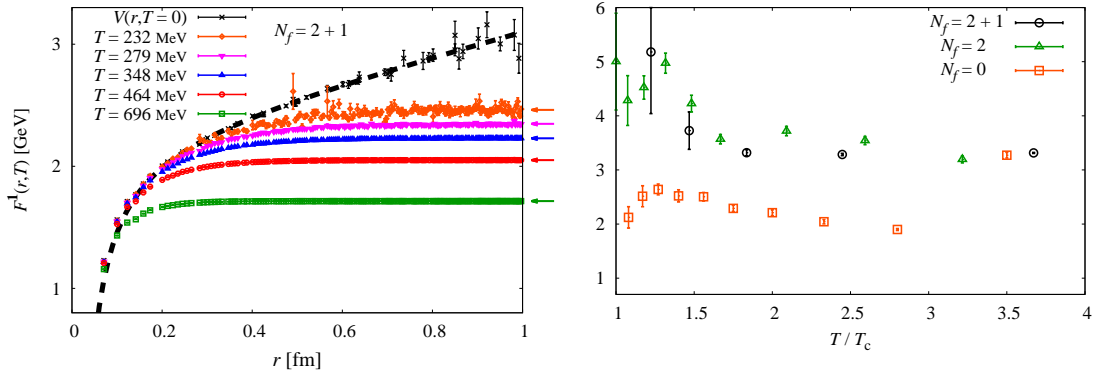 V(r,T = 0)
T = 232 MeV
T = 279 MeV
T = 348 MeV
T = 464 MeV
T = 696 MeV
N_f = 2 + 1
3
2
1
F^1(r,T) [GeV]
0 0.2 0.4 0.6 0.8 1
r [fm]
N_f = 2 + 1
N_f = 2
N_f = 0
6
5
4
3
2
1
1 1.5 2 2.5 3 3.5 4
T / T_c